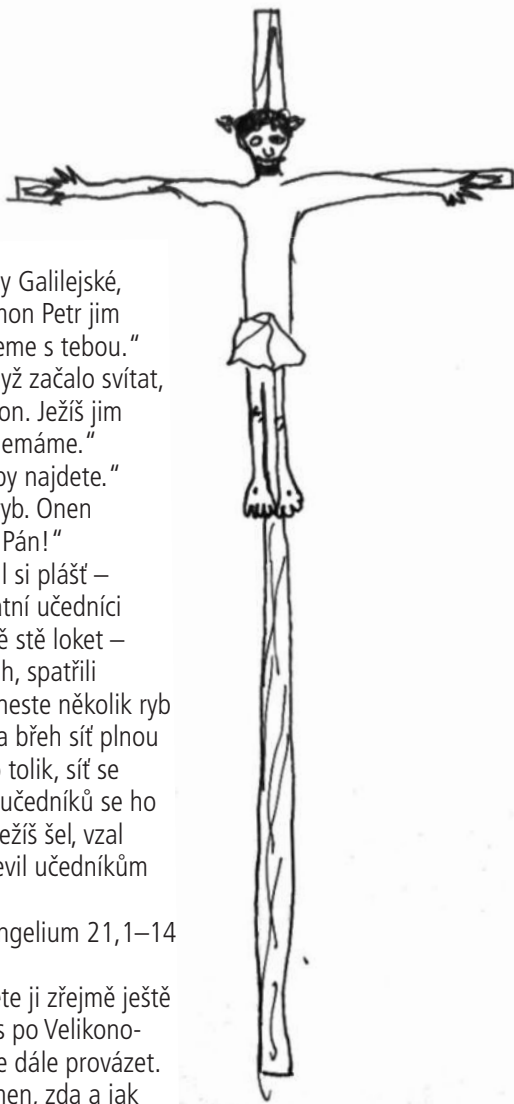 y Galilejské,
non Petr jim
eme s tebou.“
yž začalo svítat,
on. Ježíš jim
emáme.“
by najdete.“
yb. Onen
Pán!“
l si plášť –
atní učedníci
ě stě loket –
h, spatřili
neste několik ryb
a břeh síť plnou
o tolik, síť se
učedníků se ho
ežíš šel, vzal
evil učedníkům
ngelium 21,1–14
ete ji zřejmě ještě
s po Velikono-
e dále provázet.
nen, zda a jak